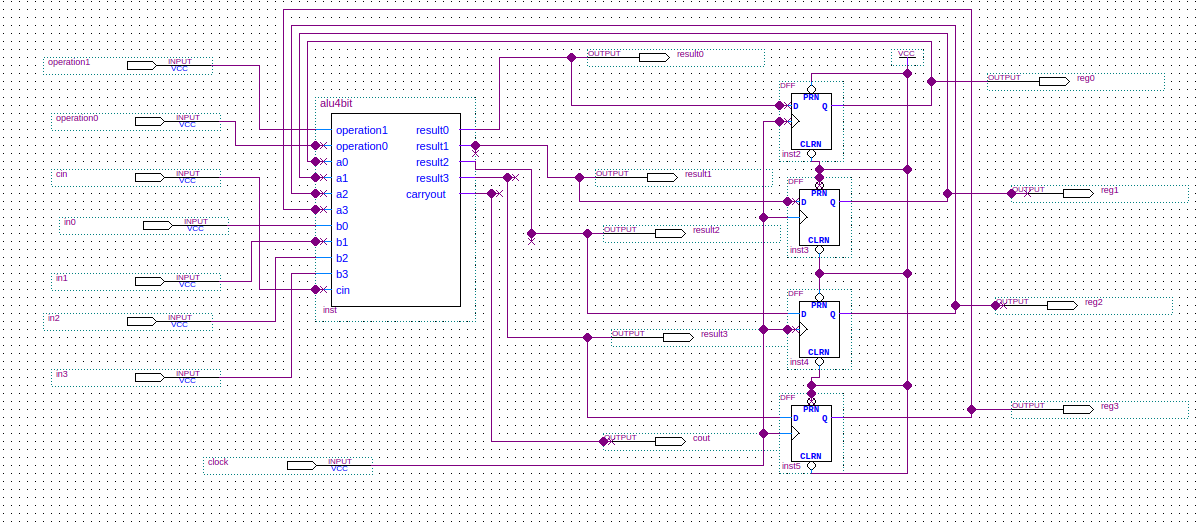 operation1 INPUT VCC
operation0 INPUT VCC
cin INPUT VCC
in0 INPUT VCC
in1 INPUT VCC
in2 INPUT VCC
in3 INPUT VCC
clock INPUT VCC
alu4bit
operation1 result0
operation0 result1
a0 result2
a1 result3
a2 carryout
a3
b0
b1
b2
b3
cin
inst
OUTPUT result0
OUTPUT result1
OUTPUT result2
OUTPUT result3
OUTPUT cout
VCC
DFF
PRN
D Q
CLRN
inst2
DFF
PRN
D Q
CLRN
inst3
DFF
PRN
D Q
CLRN
inst4
DFF
PRN
D Q
CLRN
inst5
OUTPUT reg0
OUTPUT reg1
OUTPUT reg2
OUTPUT reg3